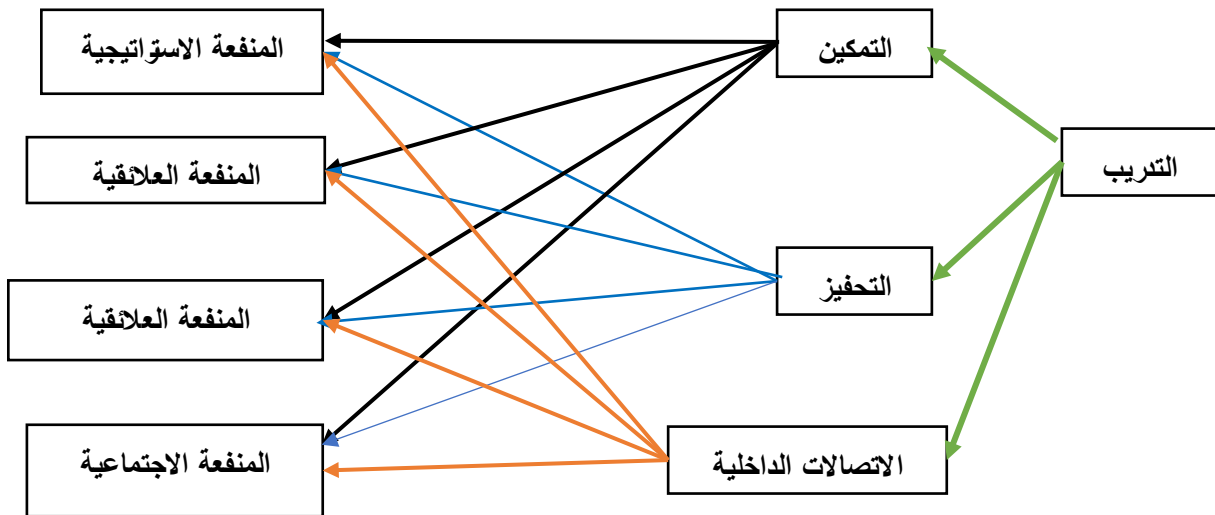 التدريب
التمكين
التحفيز
الاتصالات الداخلية
المنفعة الاستراتيجية
المنفعة العلائقية
المنفعة العلائقية
المنفعة الاجتماعية